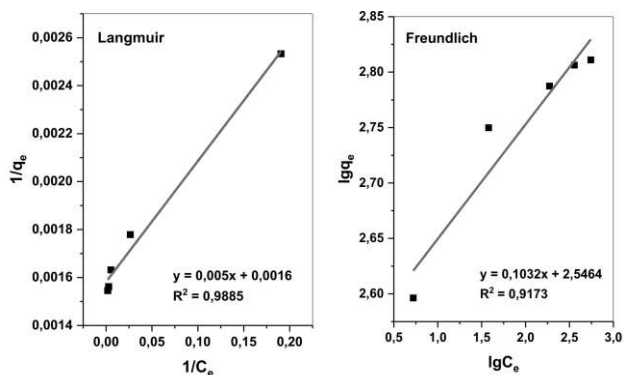 Langmuir
0,0026
0,0024
0,0022
0,0020
0,0018
0,0016
0,0014
1/qe
y = 0,005x + 0,0016
R² = 0,9885
0,00
0,05
0,10
0,15
0,20
1/Ce
Freundlich
2,85
2,80
2,75
2,70
2,65
2,60
lgqe
y = 0,1032x + 2,5464
R² = 0,9173
0,5
1,0
1,5
2,0
2,5
3,0
lgCe